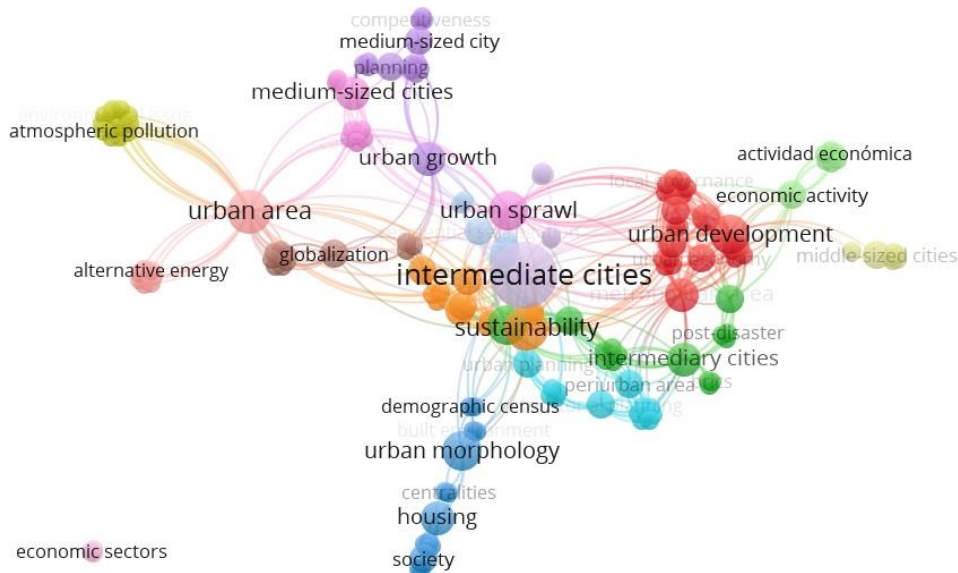 competitiveness
medium-sized city
planning
medium-sized cities
atmospheric pollution
urban growth
actividad económica
local governance
economic activity
urban area
urban sprawl
urban development
globalization
middle-sized cities
alternative energy
intermediate cities
metropolitan area
sustainability
post-disaster
intermediary cities
urban planning
periurban area
demographic census
built environment
urban morphology
centralities
housing
economic sectors
society